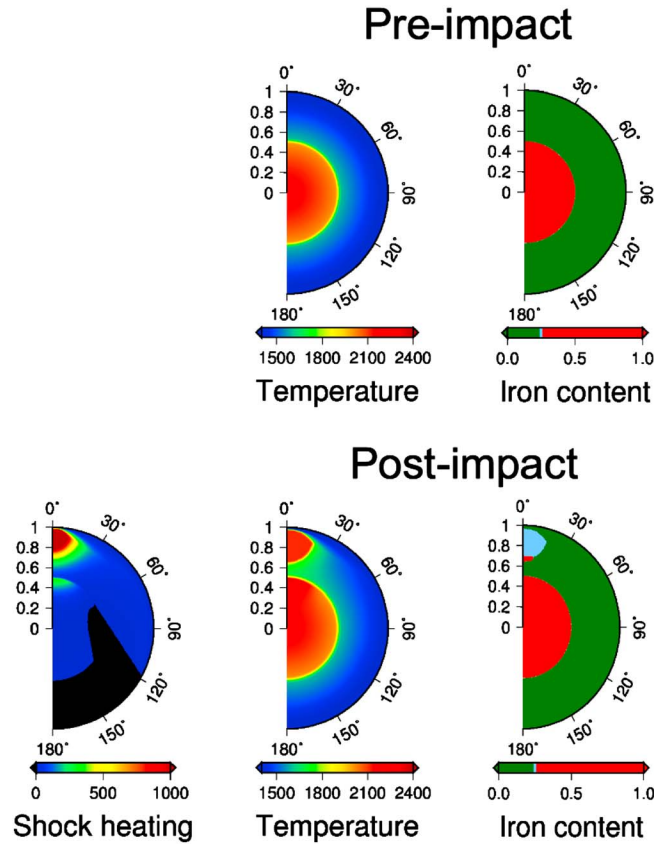 Pre-impact
0° 30° 60° 90° 120° 150° 180°
1 0.8 0.6 0.4 0.2 0
1500 1800 2100 2400
Temperature
0° 30° 60° 90° 120° 150° 180°
1 0.8 0.6 0.4 0.2 0
0.0 0.5 1.0
Iron content
Post-impact
0° 30° 60° 90° 120° 150° 180°
1 0.8 0.6 0.4 0.2 0
0 500 1000
Shock heating
0° 30° 60° 90° 120° 150° 180°
1 0.8 0.6 0.4 0.2 0
1500 1800 2100 2400
Temperature
0° 30° 60° 90° 120° 150° 180°
1 0.8 0.6 0.4 0.2 0
0.0 0.5 1.0
Iron content